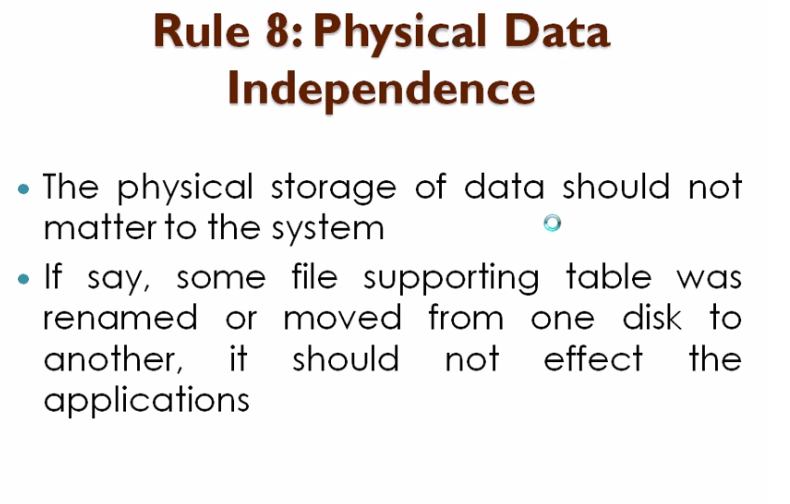 Rule 8: Physical Data
Independence
• The physical storage of data should not
matter to the system
• If say, some file supporting table was
renamed or moved from one disk to
another, it should not effect the
applications